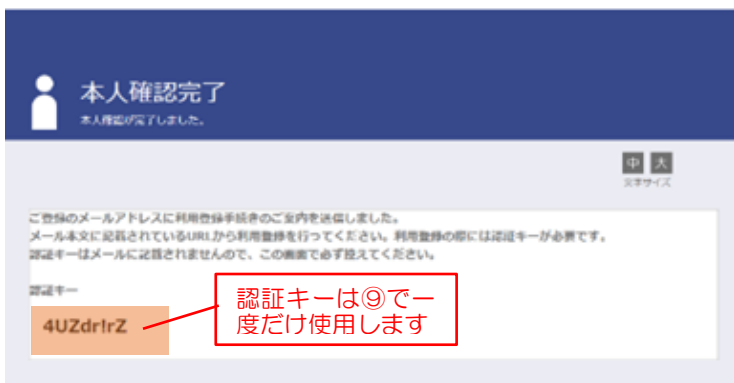 本人確認完了
本人確認が完了しました。
中 大
文字サイズ
ご登録のメールアドレスに利用登録手続きのご案内を送信しました。
メール本文に記載されているURLから利用登録を行ってください。利用登録の際には認証キーが必要です。
認証キーはメールに記載されませんので、この画面で必ず控えてください。
認証キー
4UZdr!rZ
認証キーは⑨で一
度だけ使用します